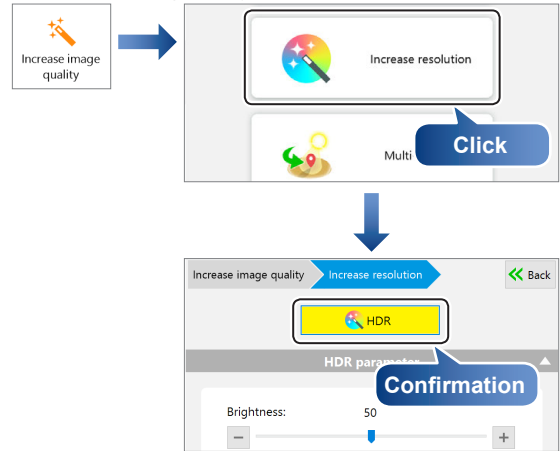 Increase image
quality
Increase resolution
Multi
Click
Increase image quality
Increase resolution
Back
HDR
HDR parameter
Confirmation
Brightness:
50